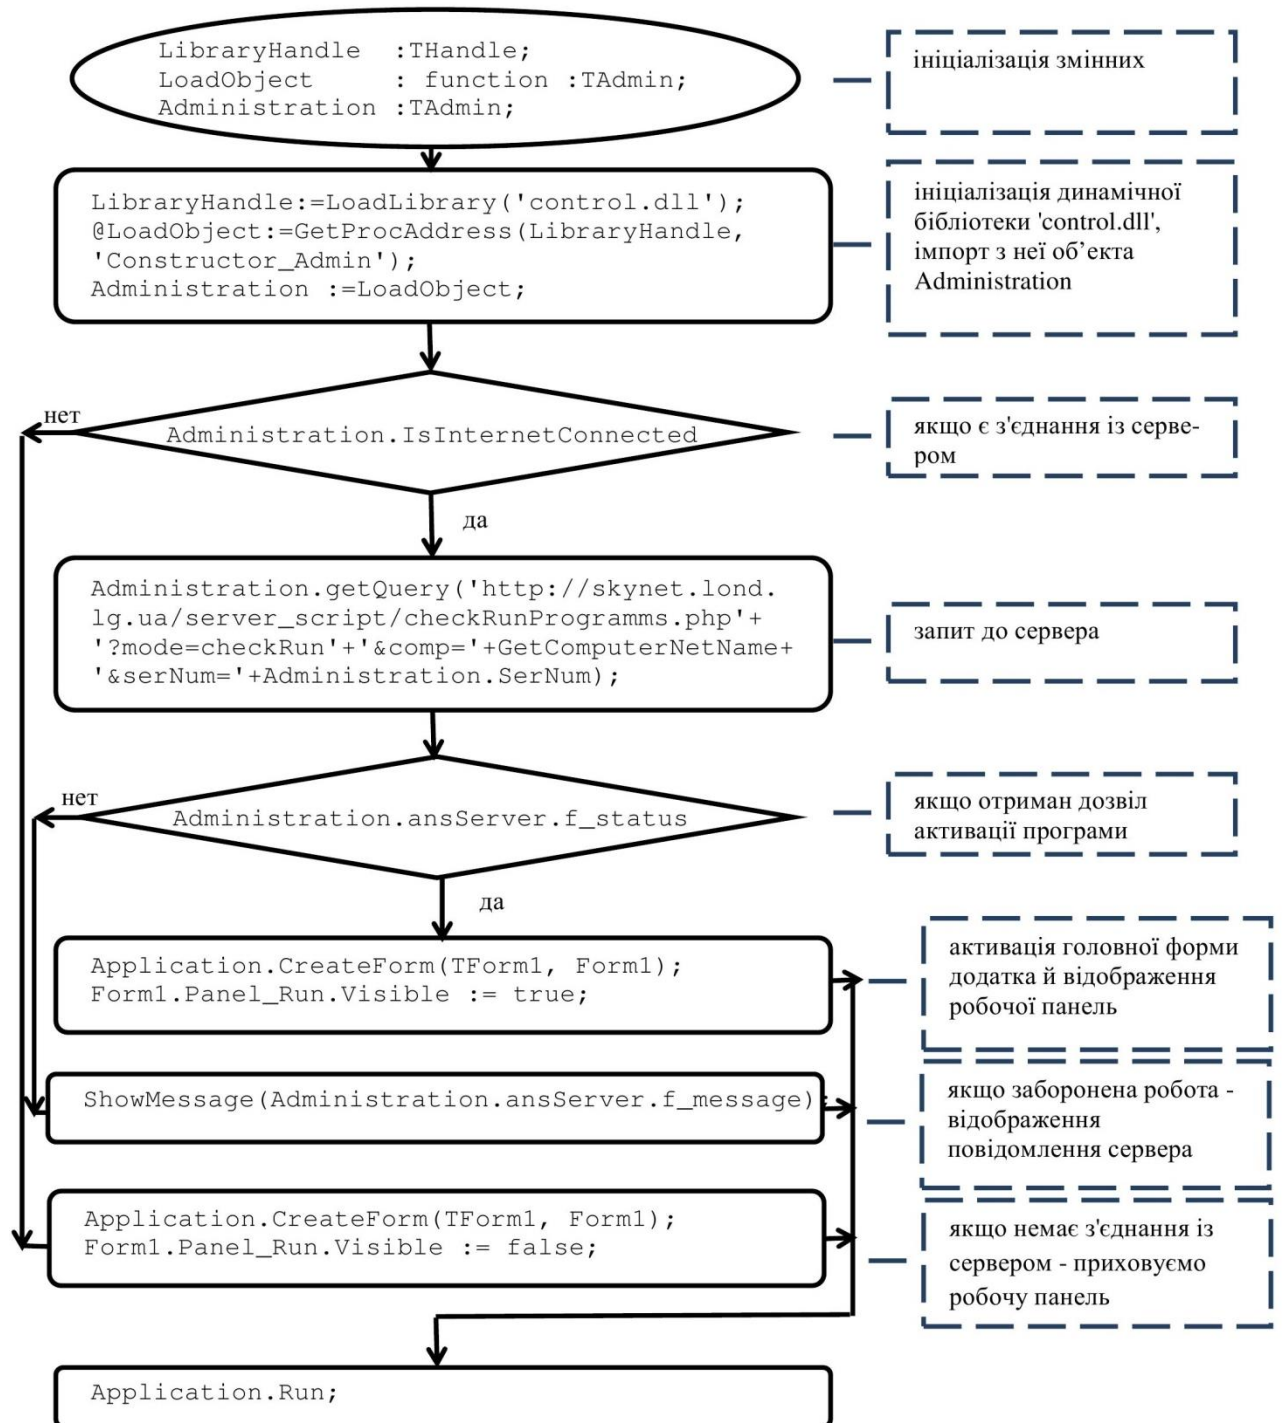 LibraryHandle :THandle;
LoadObject : function :TAdmin;
Administration :TAdmin;
ініціалізація змінних
LibraryHandle:=LoadLibrary('control.dll');
@LoadObject:=GetProcAddress(LibraryHandle,
'Constructor_Admin');
Administration :=LoadObject;
ініціалізація динамічної
бібліотеки 'control.dll',
імпорт з неї об’екта
Administration
нет
Administration.IsInternetConnected
якщо є з'єднання із серве-
ром
да
Administration.getQuery('http://skynet.lond.
lg.ua/server_script/checkRunProgramms.php'+
'?mode=checkRun'+'&comp='+GetComputerNetName+
'&serNum='+Administration.SerNum);
запит до сервера
нет
Administration.ansServer.f_status
якщо отриман дозвіл
активації програми
да
Application.CreateForm(TForm1, Form1);
Form1.Panel_Run.Visible := true;
активація головної форми
додатка й відображення
робочої панель
ShowMessage(Administration.ansServer.f_message);
якщо заборонена робота -
відображення
повідомлення сервера
Application.CreateForm(TForm1, Form1);
Form1.Panel_Run.Visible := false;
якщо немає з'єднання із
сервером - приховуємо
робочу панель
Application.Run;